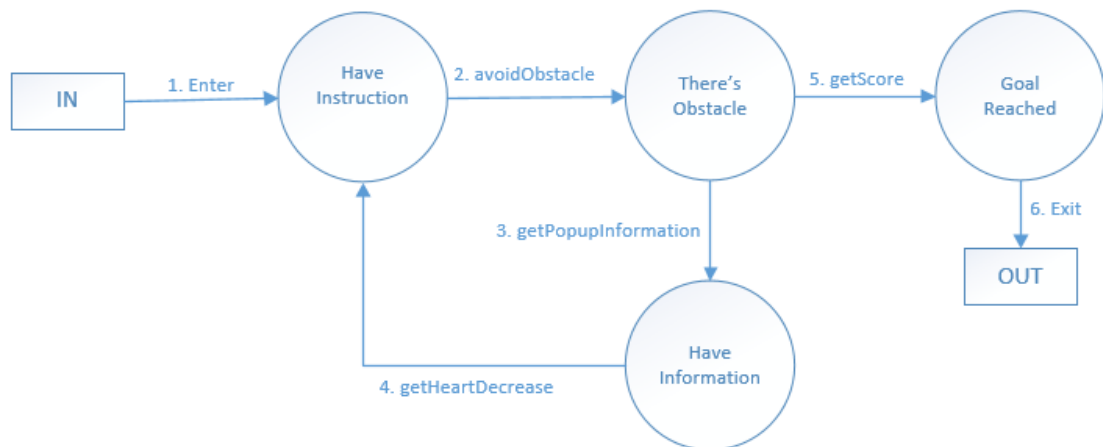 IN
1. Enter
Have
Instruction
2. avoidObstacle
There's
Obstacle
5. getScore
Goal
Reached
3. getPopupInformation
6. Exit
OUT
Have
Information
4. getHeartDecrease